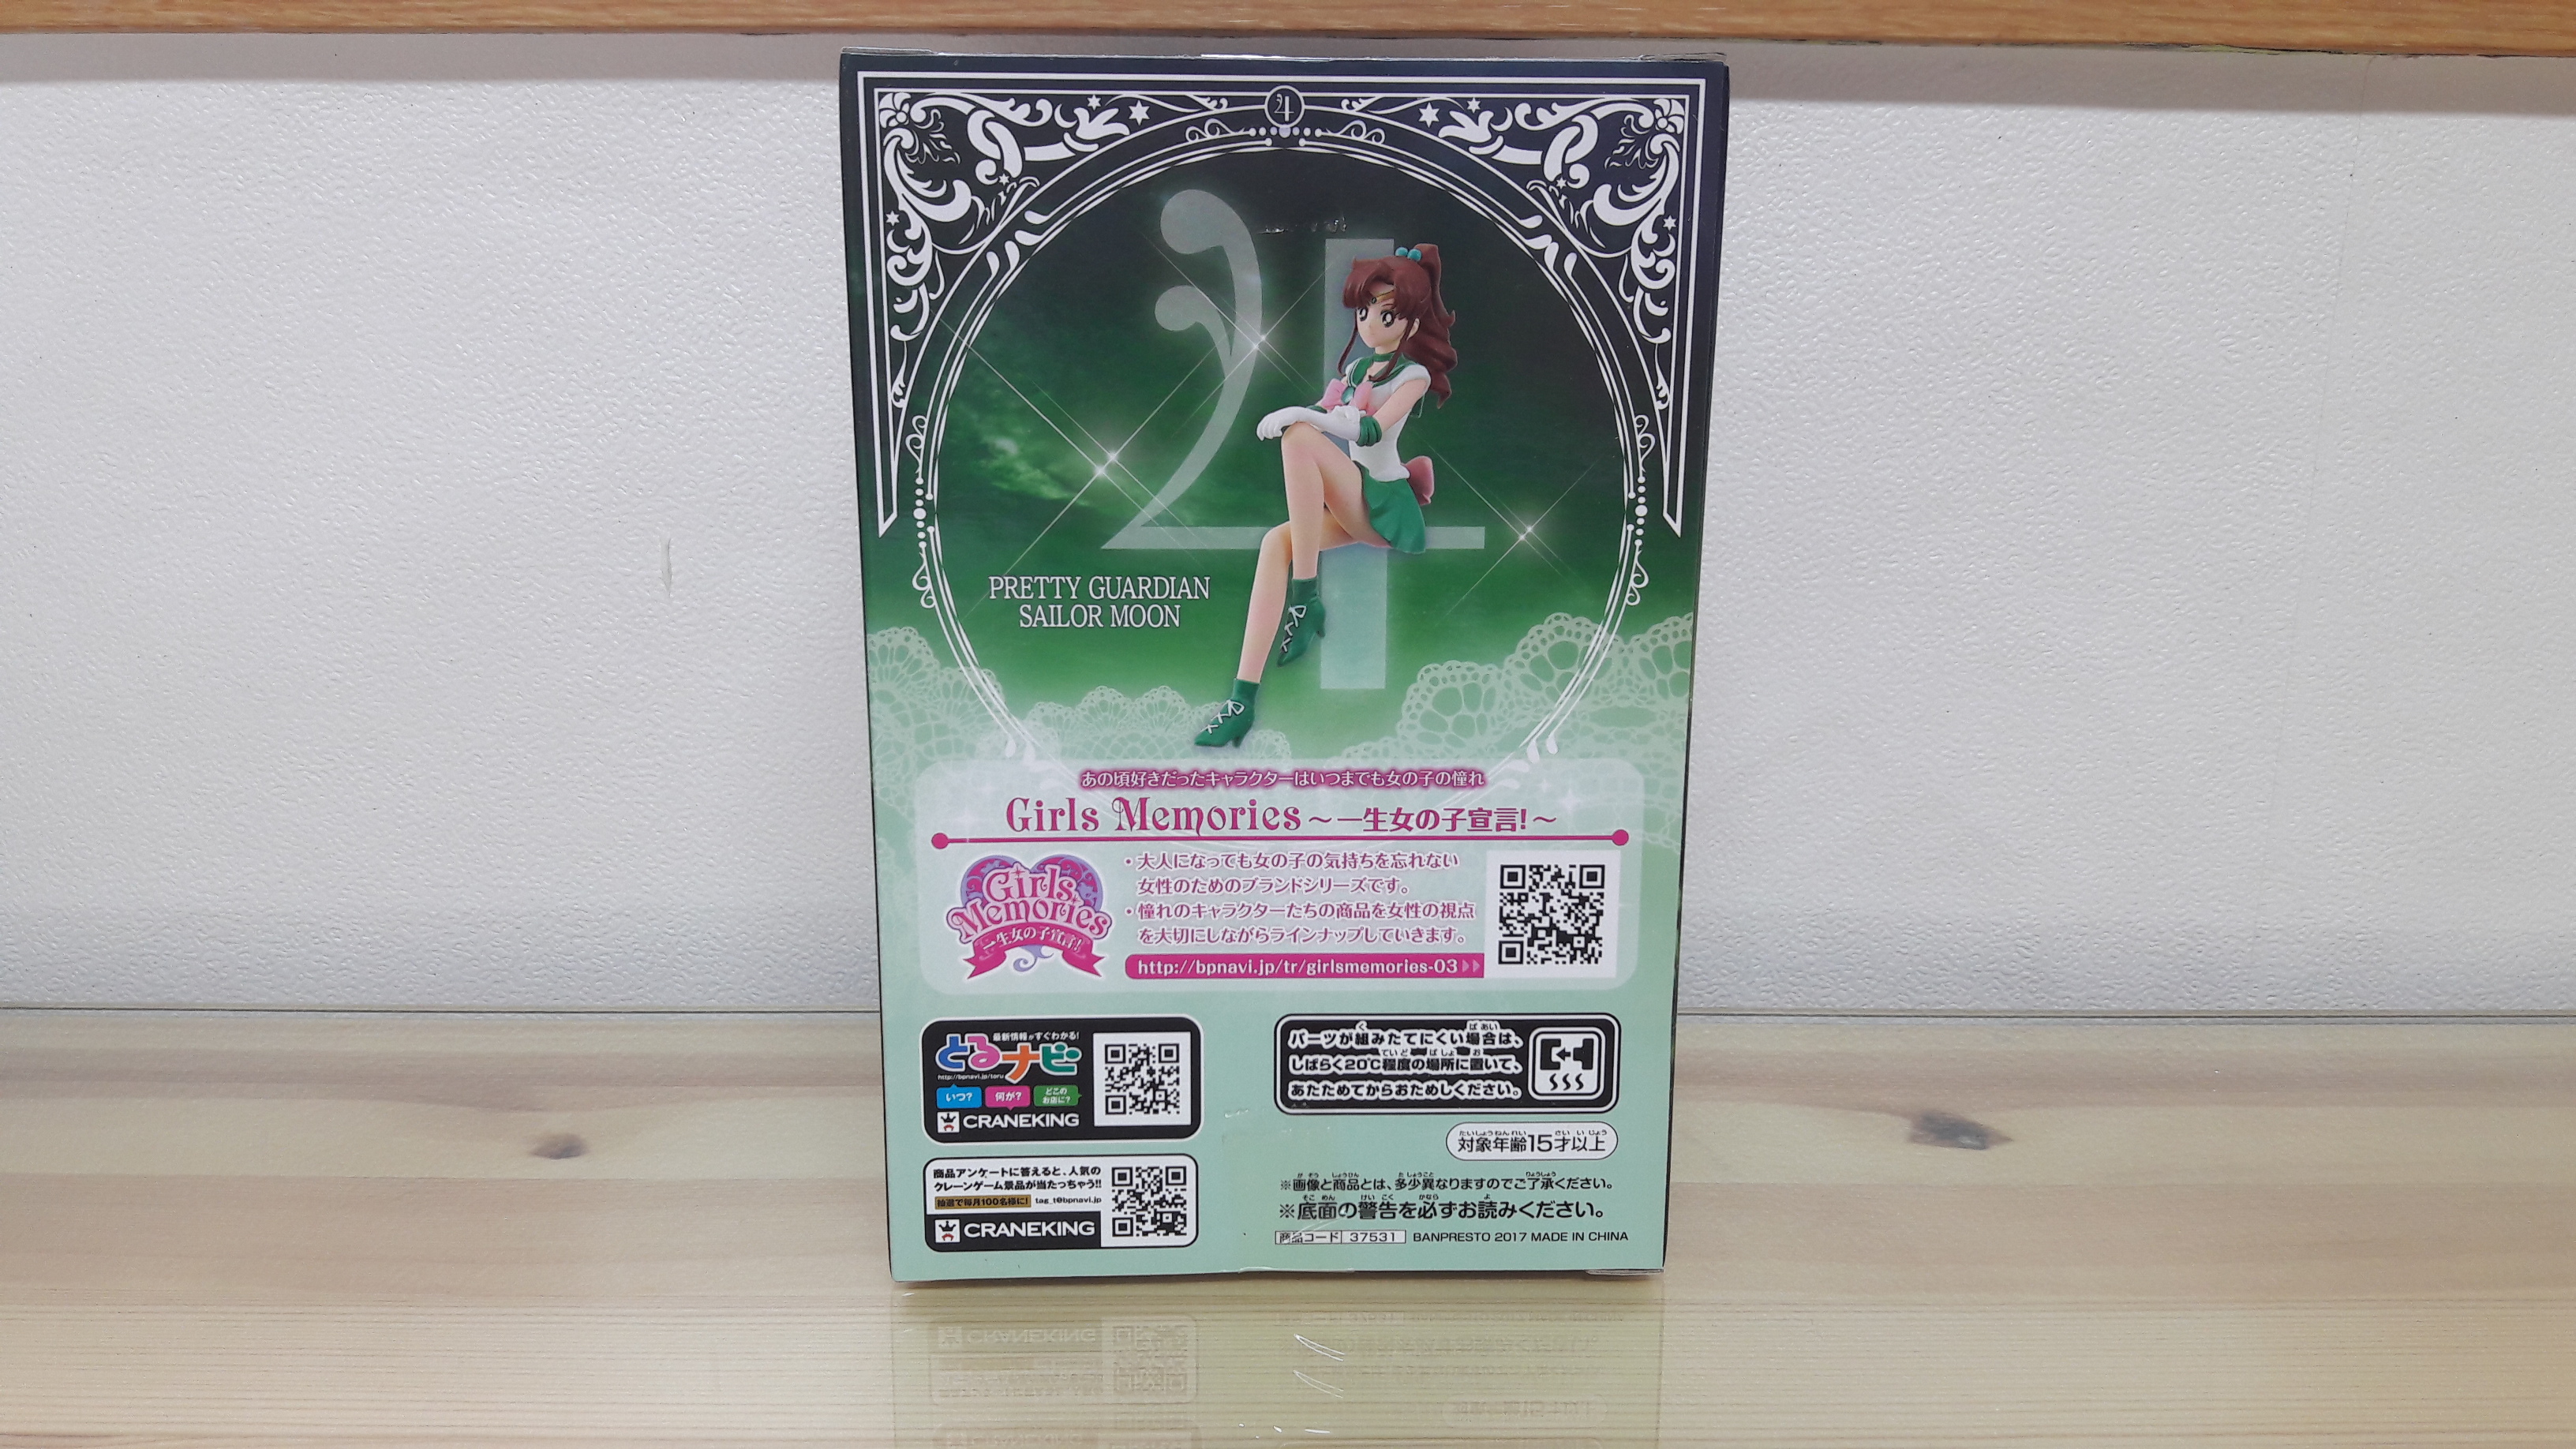 PRETTY GUARDIAN
SAILOR MOON
あの頃好きだったキャラクターはいつまでも女の子の憧れ
Girls Memories～一生女の子宣言!～
Girls
Memories
一生女の子宣言!
・大人になっても女の子の気持ちを忘れない
女性のためのブランドシリーズです。
・憧れのキャラクターたちの商品を女性の視点
を大切にしながらラインナップしていきます。
http://bpnavi.jp/tr/girlsmemories-03
最新情報がすぐわかる!
とるナビ
http://bpnavi.jp/toru
いつ? 何が? どこのお店に?
CRANEKING
商品アンケートに答えると、人気の
クレーンゲーム景品が当たっちゃう!!
抽選で毎月100名様に! tag_t@bpnavi.jp
CRANEKING
パーツが組みたてにくい場合は、
しばらく20℃程度の場所に置いて、
あたためてからおためしください。
対象年齢15才以上
※画像と商品とは、多少異なりますのでご了承ください。
※底面の警告を必ずお読みください。
商品コード 37531 BANPRESTO 2017 MADE IN CHINA